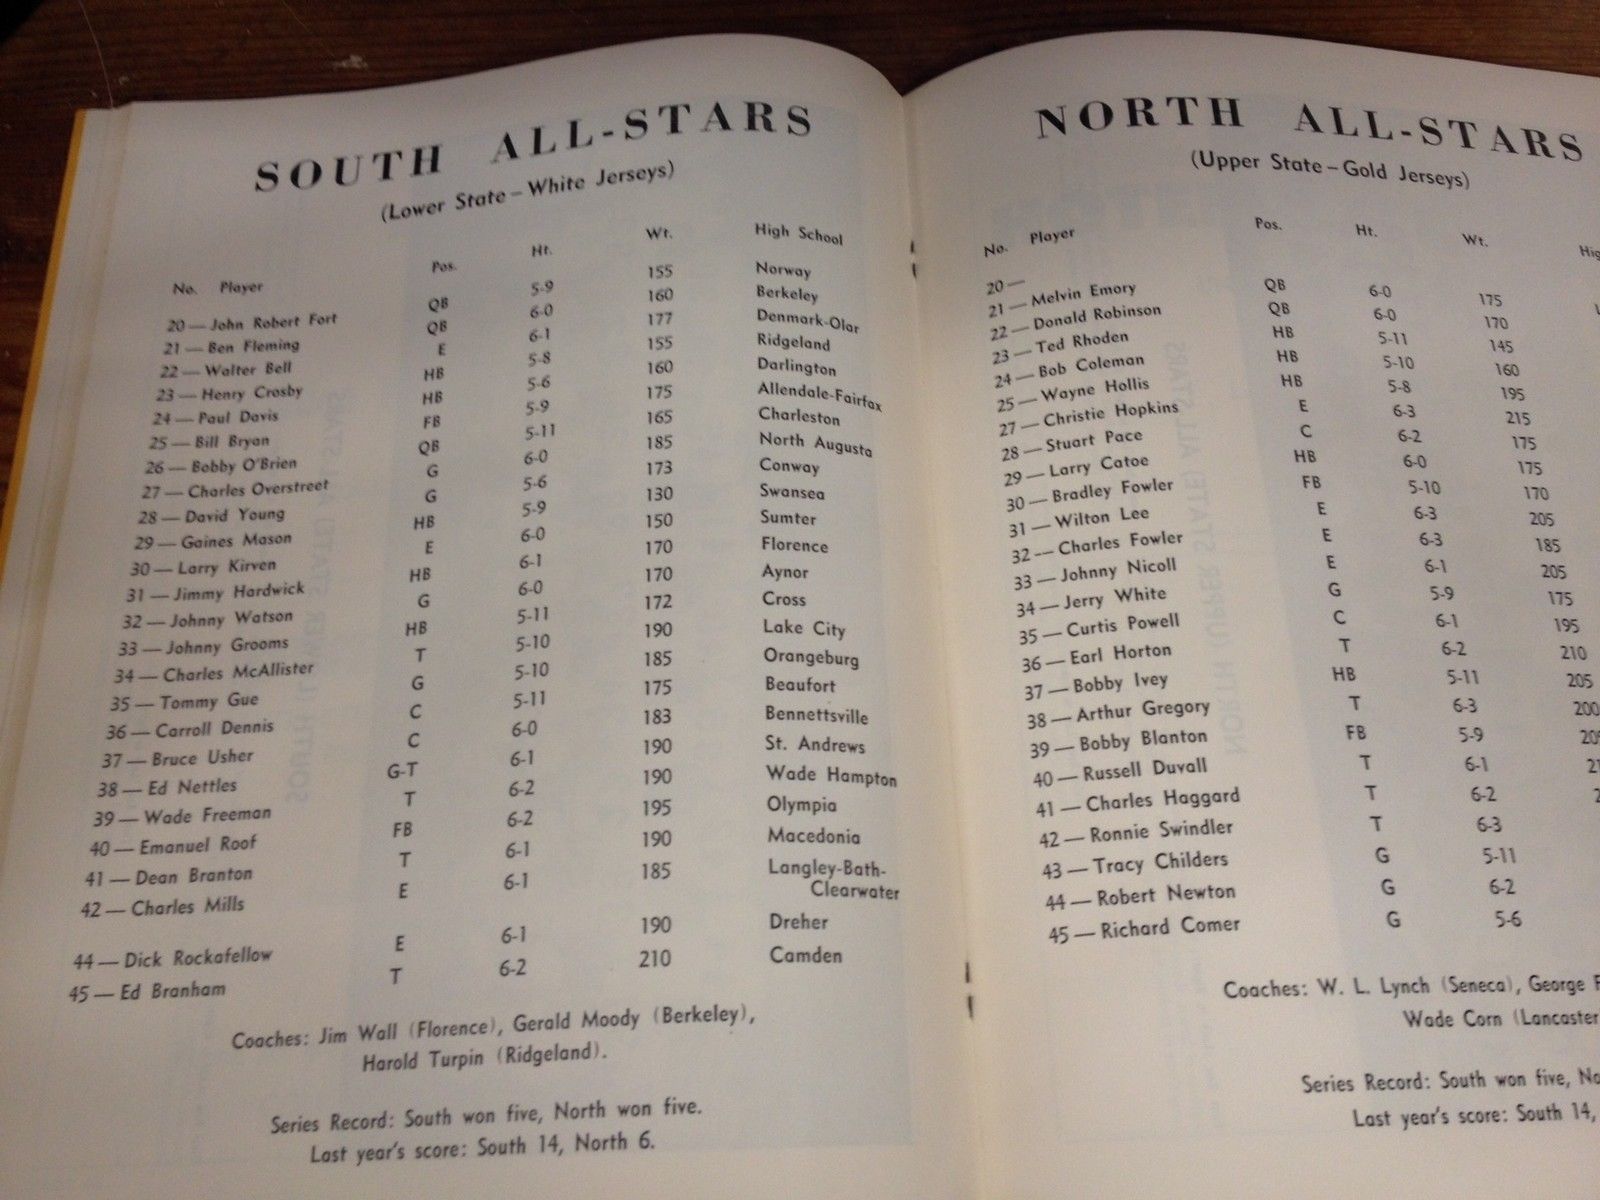 SOUTH ALL-STARS
(Lower State – White Jerseys)
No. Player Pos. Ht. Wt. High School
20 — John Robert Fort QB 5-9 155 Norway
21 — Ben Fleming QB 6-0 160 Berkeley
22 — Walter Bell E 6-1 177 Denmark-Olar
23 — Henry Crosby HB 5-8 155 Ridgeland
24 — Paul Davis HB 5-6 160 Darlington
25 — Bill Bryan FB 5-9 175 Allendale-Fairfax
26 — Bobby O'Brien QB 5-11 165 Charleston
27 — Charles Overstreet G 6-0 185 North Augusta
28 — David Young G 5-6 173 Conway
29 — Gaines Mason HB 5-9 130 Swansea
30 — Larry Kirven E 6-0 150 Sumter
31 — Jimmy Hardwick HB 6-1 170 Florence
32 — Johnny Watson G 6-0 170 Aynor
33 — Johnny Grooms HB 5-11 172 Cross
34 — Charles McAllister T 5-10 190 Lake City
35 — Tommy Gue G 5-10 185 Orangeburg
36 — Carroll Dennis C 5-11 175 Beaufort
37 — Bruce Usher C 6-0 183 Bennettsville
38 — Ed Nettles G-T 6-1 190 St. Andrews
39 — Wade Freeman T 6-2 190 Wade Hampton
40 — Emanuel Roof FB 6-2 195 Olympia
41 — Dean Branton T 6-1 190 Macedonia
42 — Charles Mills E 6-1 185 Langley-Bath-
Clearwater
44 — Dick Rockafellow E 6-1 190 Dreher
45 — Ed Branham T 6-2 210 Camden
Coaches: Jim Wall (Florence), Gerald Moody (Berkeley),
Harold Turpin (Ridgeland).
Series Record: South won five, North won five.
Last year's score: South 14, North 6.
NORTH ALL-STARS
(Upper State – Gold Jerseys)
No. Player Pos. Ht. Wt.
20 —
21 — Melvin Emory QB 6-0 175
22 — Donald Robinson QB 6-0 170
23 — Ted Rhoden HB 5-11 145
24 — Bob Coleman HB 5-10 160
25 — Wayne Hollis HB 5-8 195
27 — Christie Hopkins E 6-3 215
28 — Stuart Pace C 6-2 175
29 — Larry Catoe HB 6-0 175
30 — Bradley Fowler FB 5-10 170
31 — Wilton Lee E 6-3 205
32 — Charles Fowler E 6-3 185
33 — Johnny Nicoll E 6-1 205
34 — Jerry White G 5-9 175
35 — Curtis Powell C 6-1 195
36 — Earl Horton T 6-2 210
37 — Bobby Ivey HB 5-11 205
38 — Arthur Gregory T 6-3 200
39 — Bobby Blanton FB 5-9
40 — Russell Duvall T 6-1
41 — Charles Haggard T 6-2
42 — Ronnie Swindler T 6-3
43 — Tracy Childers G 5-11
44 — Robert Newton G 6-2
45 — Richard Comer G 5-6
Coaches: W. L. Lynch (Seneca), George
Wade Corn (Lancaster
Series Record: South won five,
Last year's score: South 14,